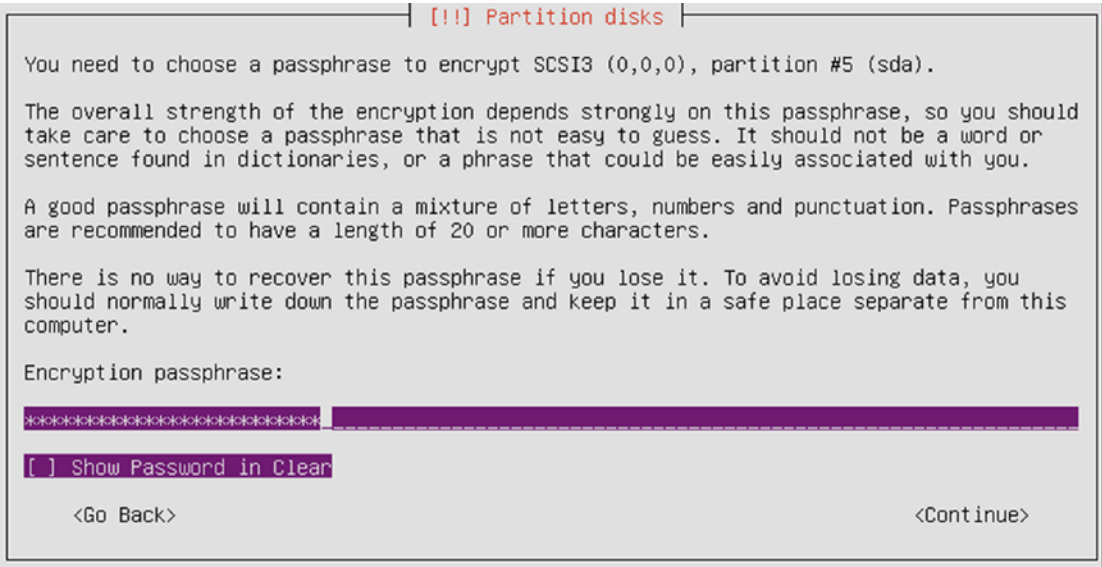 [!!] Partition disks
You need to choose a passphrase to encrypt SCSI3 (0,0,0), partition #5 (sda).
The overall strength of the encryption depends strongly on this passphrase, so you should
take care to choose a passphrase that is not easy to guess. It should not be a word or
sentence found in dictionaries, or a phrase that could be easily associated with you.
A good passphrase will contain a mixture of letters, numbers and punctuation. Passphrases
are recommended to have a length of 20 or more characters.
There is no way to recover this passphrase if you lose it. To avoid losing data, you
should normally write down the passphrase and keep it in a safe place separate from this
computer.
Encryption passphrase:
*************************
[ ] Show Password in Clear
<Go Back> <Continue>